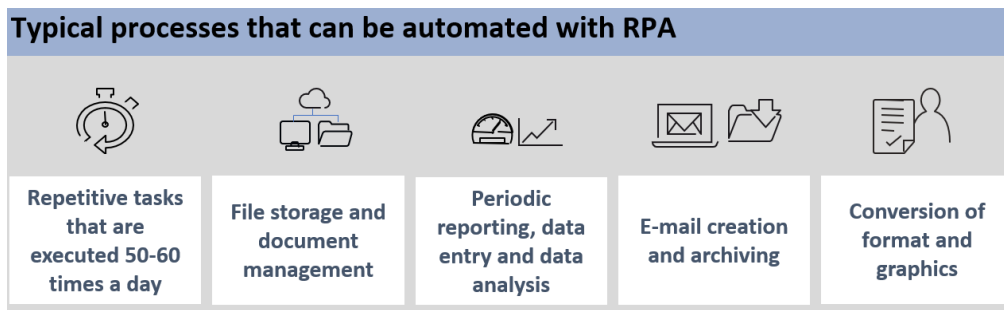 Typical processes that can be automated with RPA
Repetitive tasks
that are
executed 50-60
times a day
File storage and
document
management
Periodic
reporting, data
entry and data
analysis
E-mail creation
and archiving
Conversion of
format and
graphics